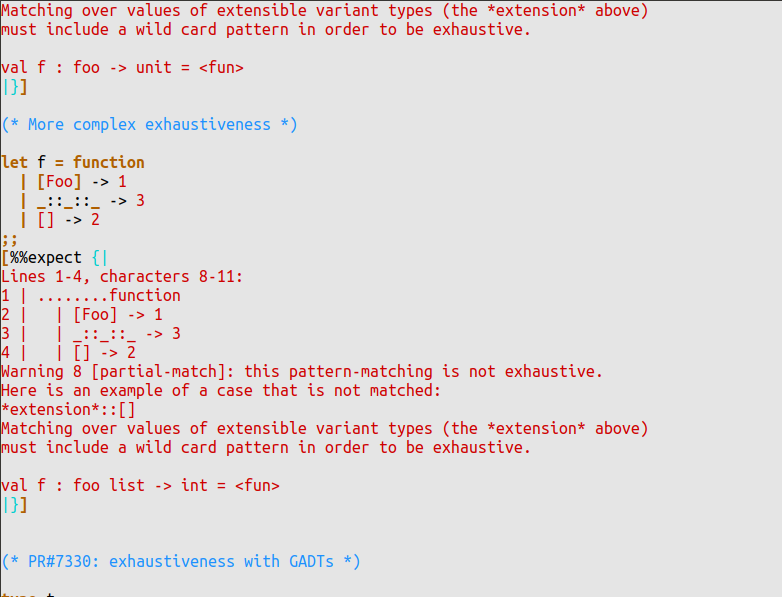 Matching over values of extensible variant types (the *extension* above)
must include a wild card pattern in order to be exhaustive.
val f : foo -> unit = <fun>
|}]
(* More complex exhaustiveness *)
let f = function
  | [Foo] -> 1
  | _::_::_ -> 3
  | [] -> 2
;;
[%%expect {|
Lines 1-4, characters 8-11:
1 | ........function
2 |   | [Foo] -> 1
3 |   | _::_::_ -> 3
4 |   | [] -> 2
Warning 8 [partial-match]: this pattern-matching is not exhaustive.
Here is an example of a case that is not matched:
*extension*::[]
Matching over values of extensible variant types (the *extension* above)
must include a wild card pattern in order to be exhaustive.
val f : foo list -> int = <fun>
|}]
(* PR#7330: exhaustiveness with GADTs *)
type t